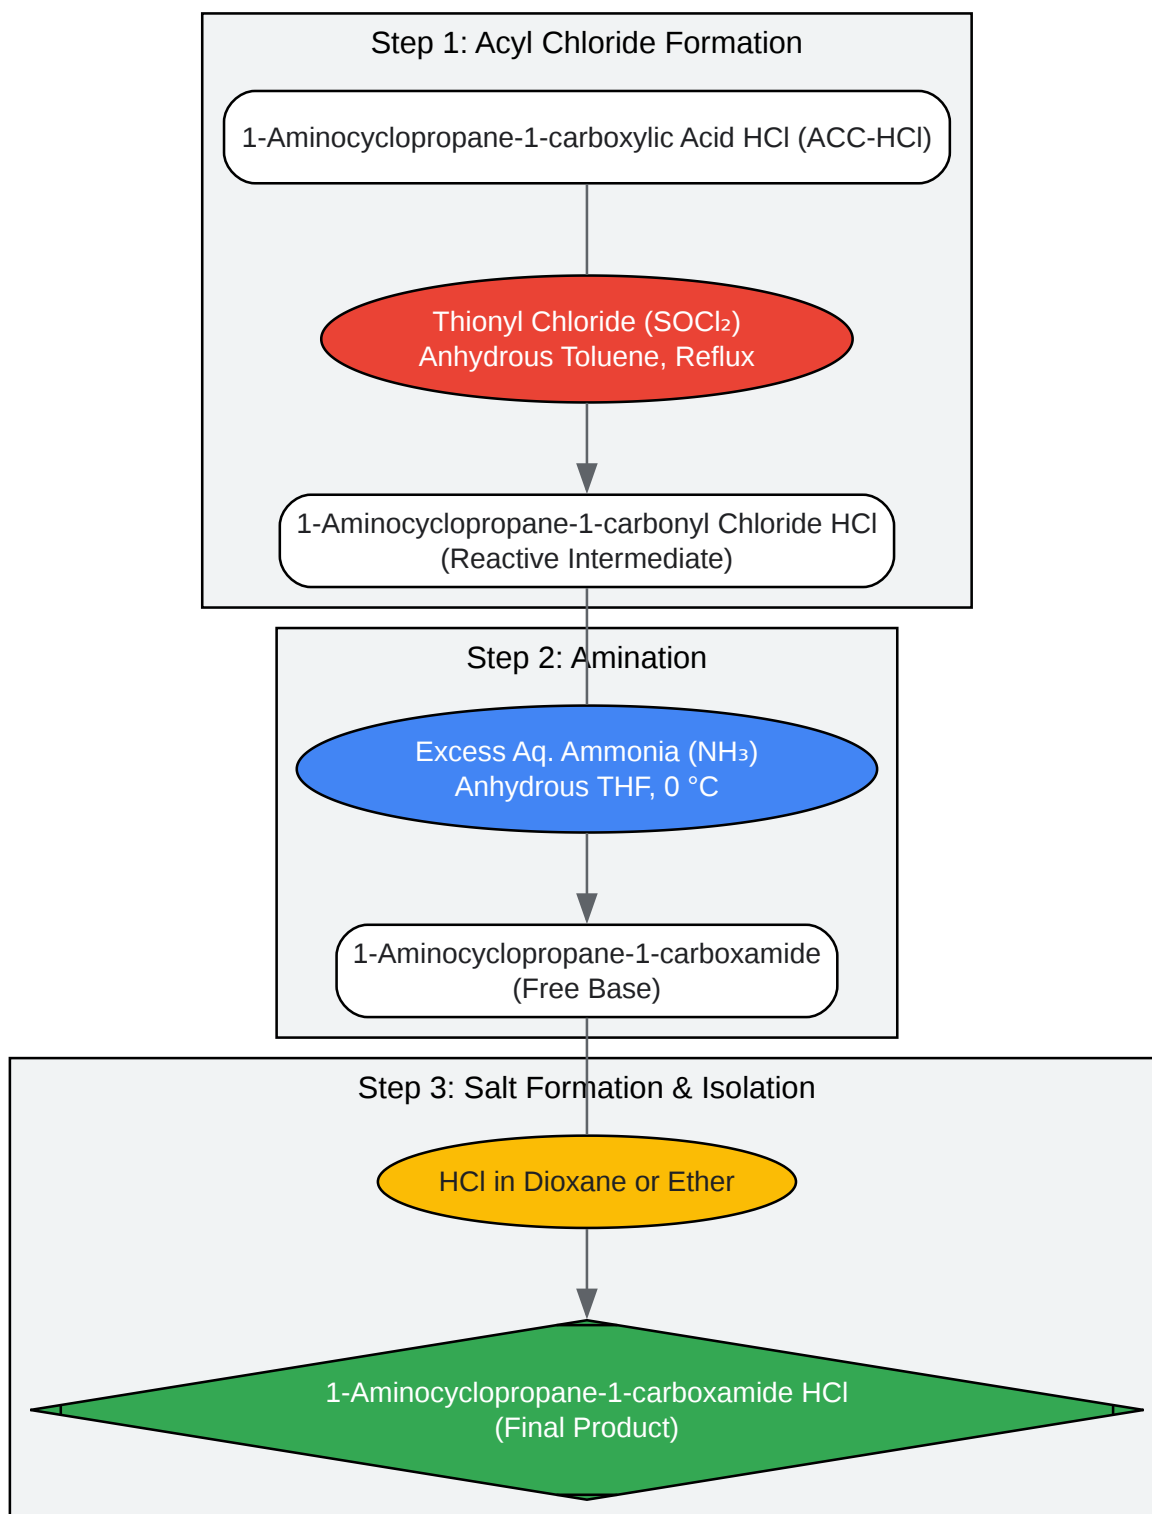 Step 1: Acyl Chloride Formation
1-Aminocyclopropane-1-carboxylic Acid HCl (ACC-HCl)
Thionyl Chloride (SOCl₂)
Anhydrous Toluene, Reflux
1-Aminocyclopropane-1-carbonyl Chloride HCl
(Reactive Intermediate)
Step 2: Amination
Excess Aq. Ammonia (NH₃)
Anhydrous THF, 0 °C
1-Aminocyclopropane-1-carboxamide
(Free Base)
Step 3: Salt Formation & Isolation
HCl in Dioxane or Ether
1-Aminocyclopropane-1-carboxamide HCl
(Final Product)